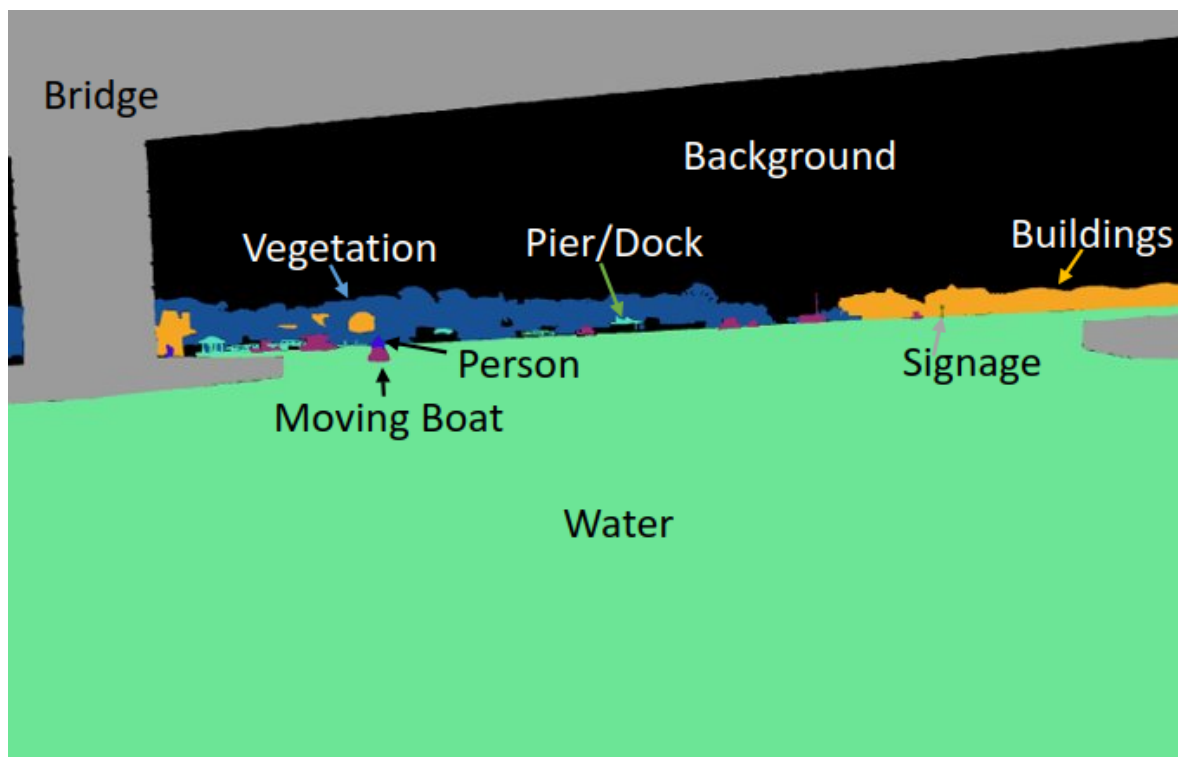 Bridge
Background
Vegetation
Pier/Dock
Buildings
Person
Signage
Moving Boat
Water